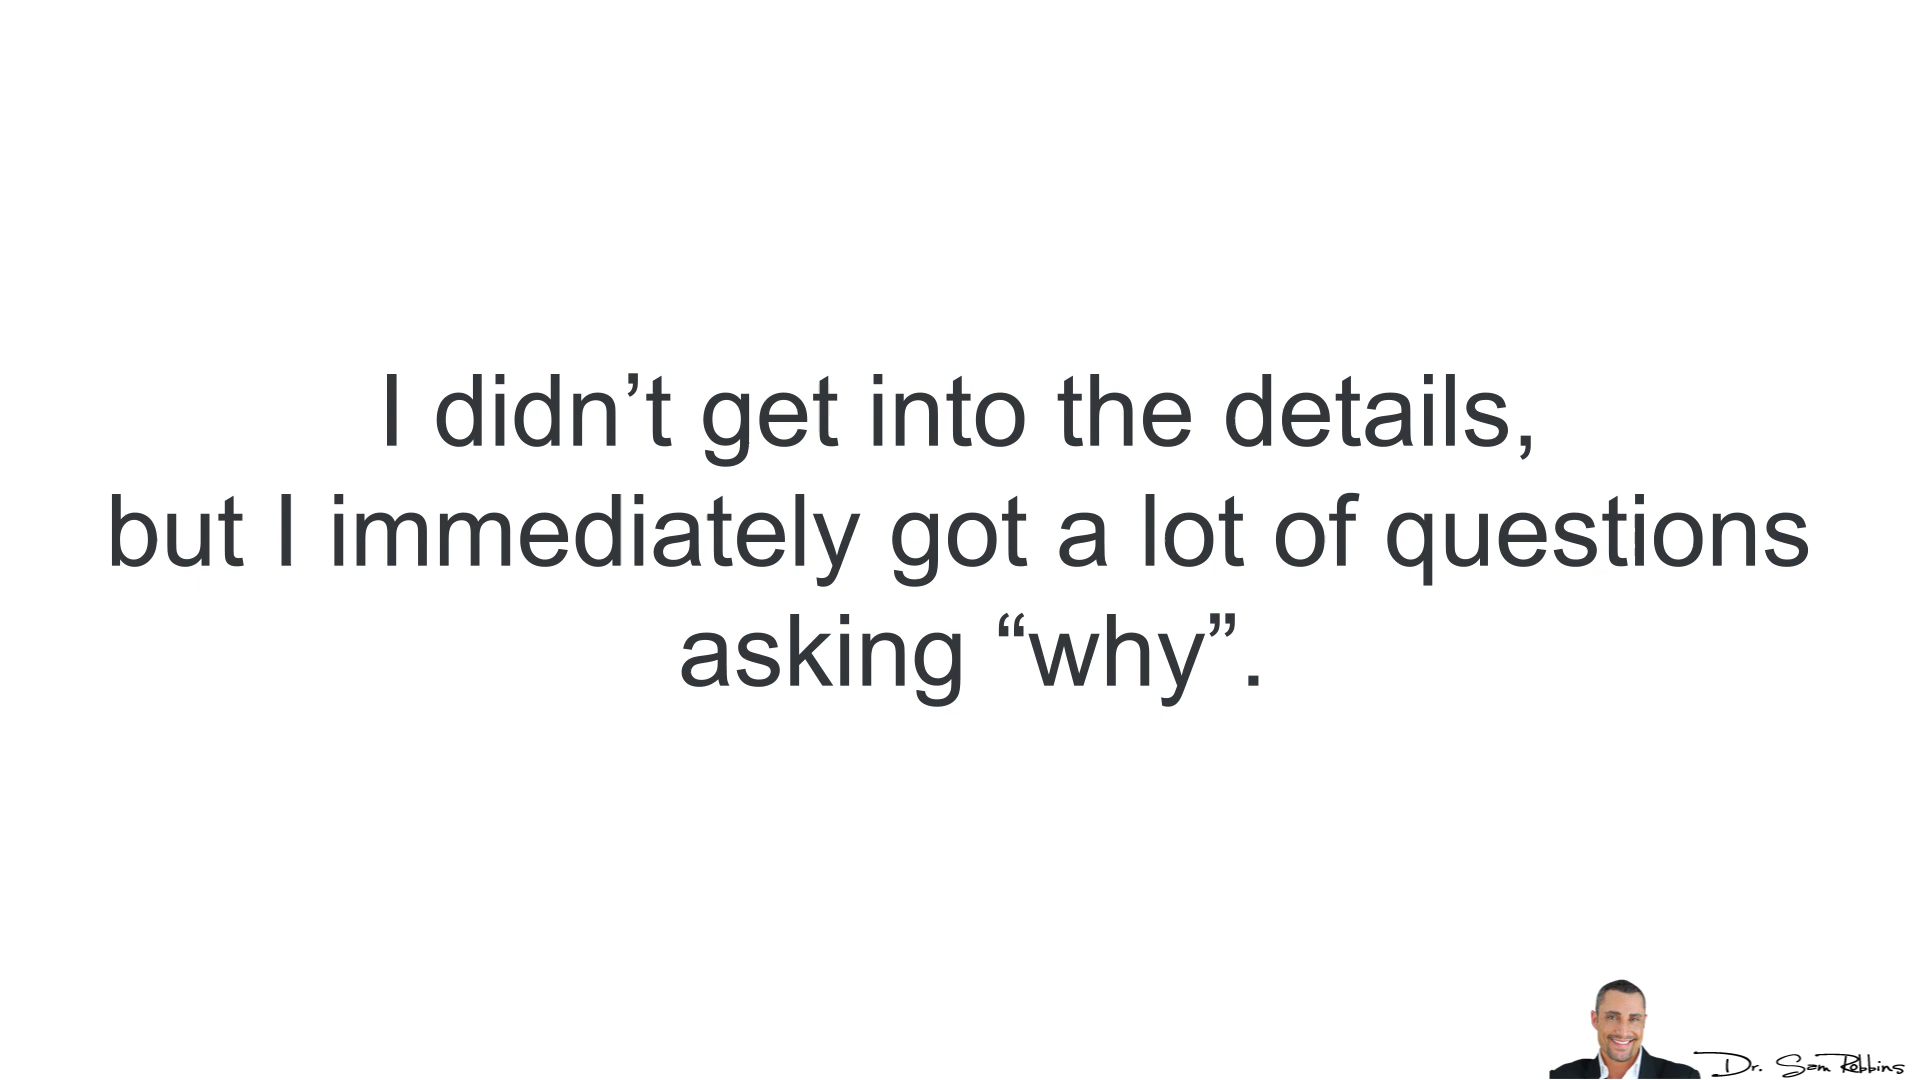 I didn’t get into the details,
but I immediately got a lot of questions
asking “why”.
Dr. Sam Robbins